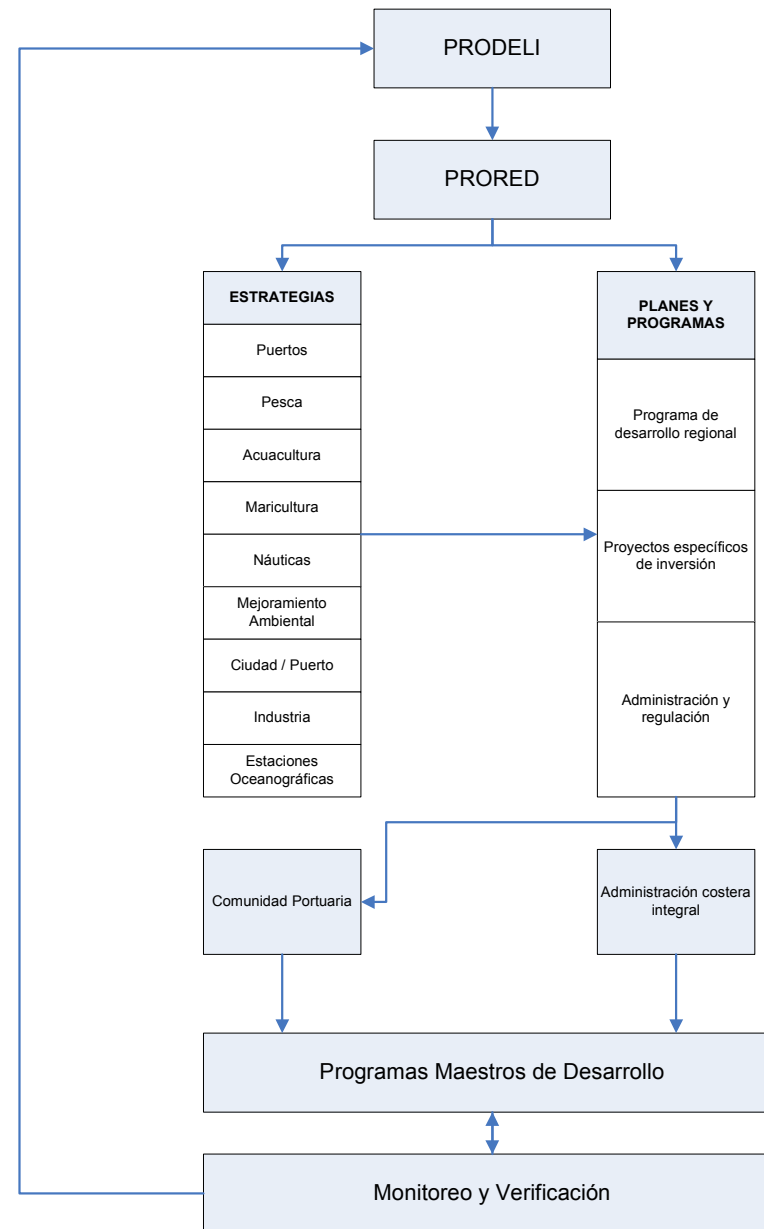 PRODELI
PRORED
ESTRATEGIAS
Puertos
Pesca
Acuacultura
Maricultura
Náuticas
Mejoramiento
Ambiental
Ciudad / Puerto
Industria
Estaciones
Oceanográficas
PLANES Y
PROGRAMAS
Programa de
desarrollo regional
Proyectos específicos
de inversión
Administración y
regulación
Comunidad Portuaria
Administración costera
integral
Programas Maestros de Desarrollo
Monitoreo y Verificación